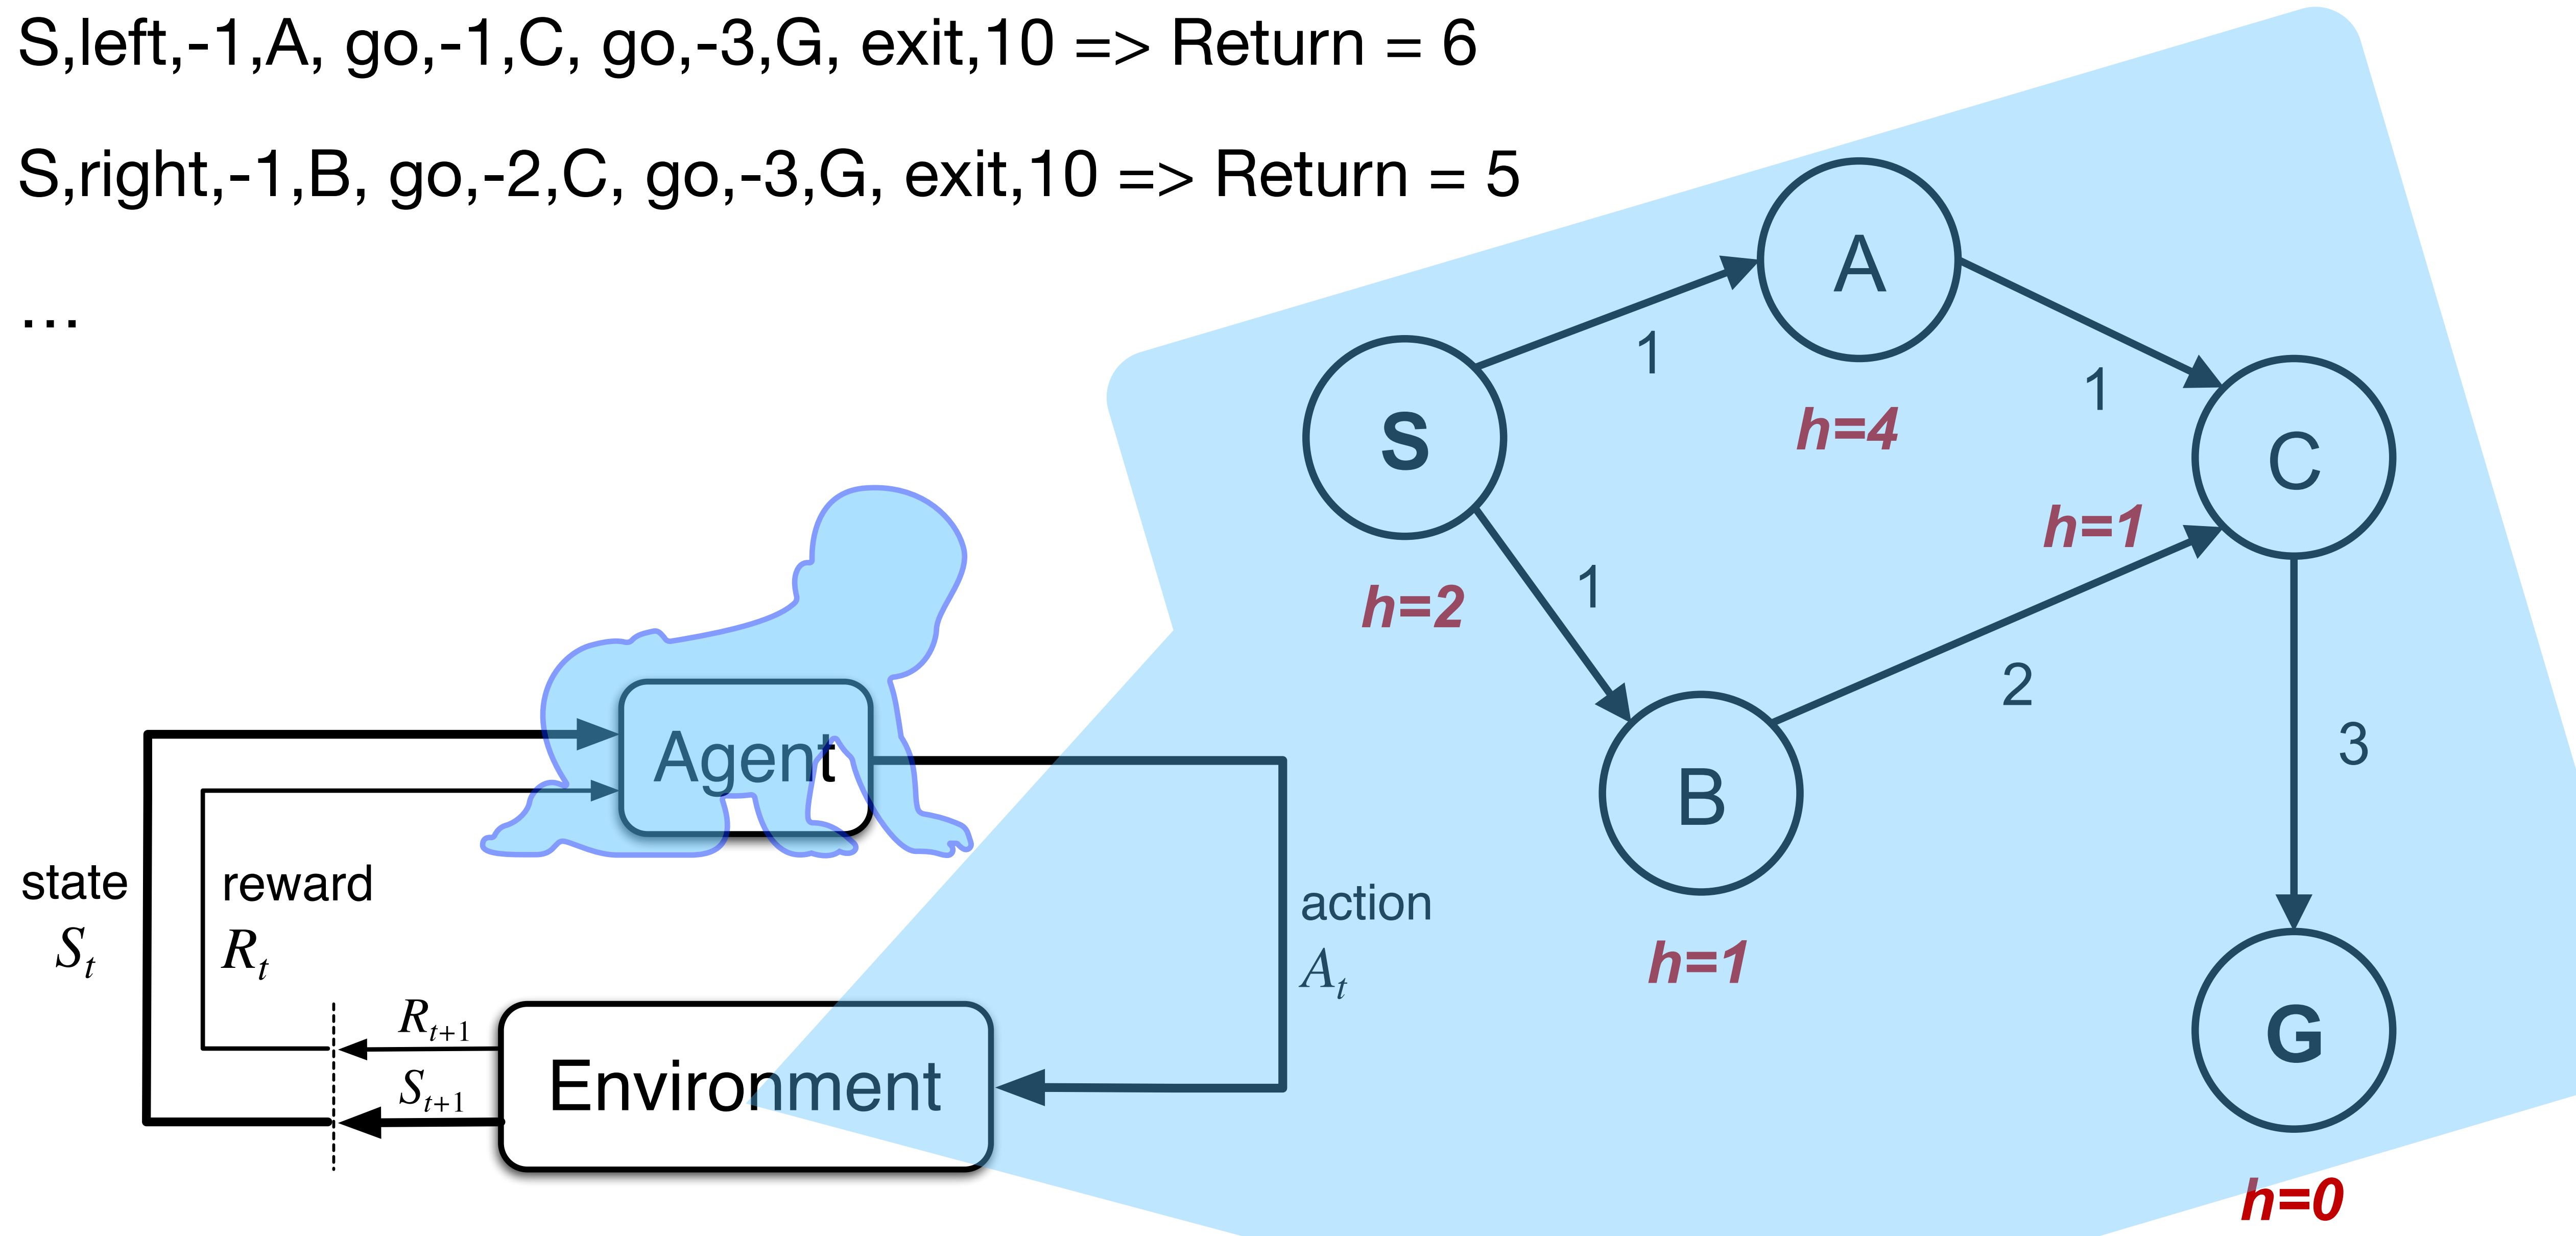 S,left,-1,A, go,-1,C, go,-3,G, exit,10 => Return = 6
S,right,-1,B, go,-2,C, go,-3,G, exit,10 => Return = 5
...
A
1
1
h=4
S
C
h=1
h=2
1
2
B
3
h=1
G
h=0
Agent
state
S_t
reward
R_t
action
A_t
R_{t+1}
S_{t+1}
Environment